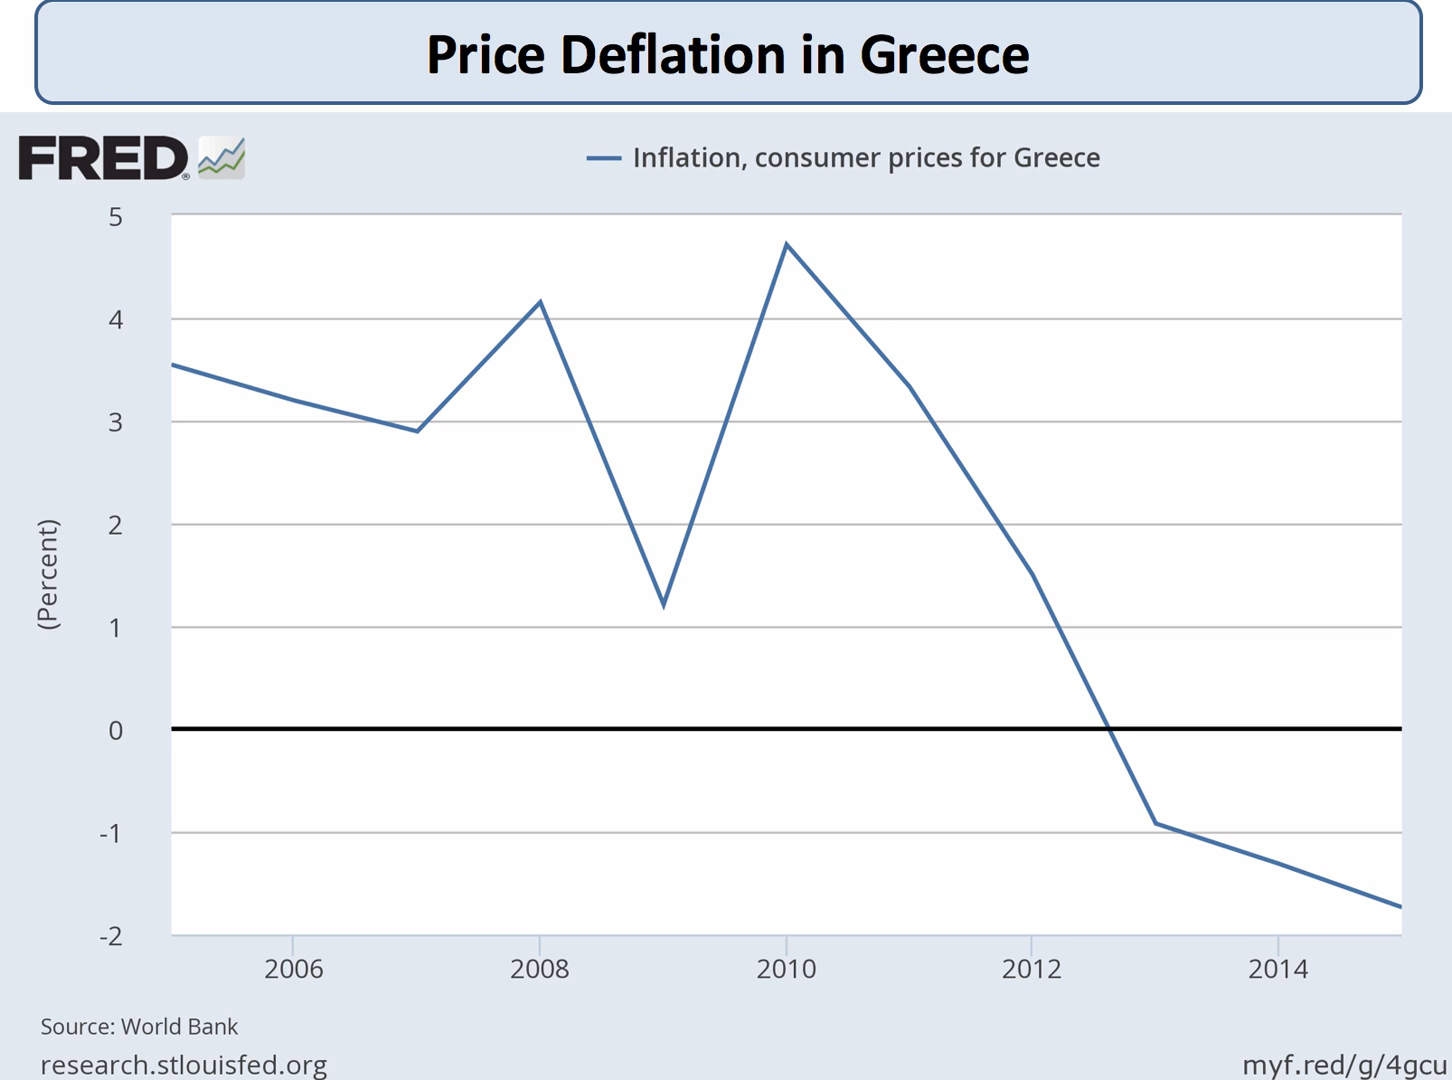 Price Deflation in Greece
FRED®
Inflation, consumer prices for Greece
5
4
3
2
1
0
-1
-2
(Percent)
2006 2008 2010 2012 2014
Source: World Bank
research.stlouisfed.org
myf.red/g/4gcu